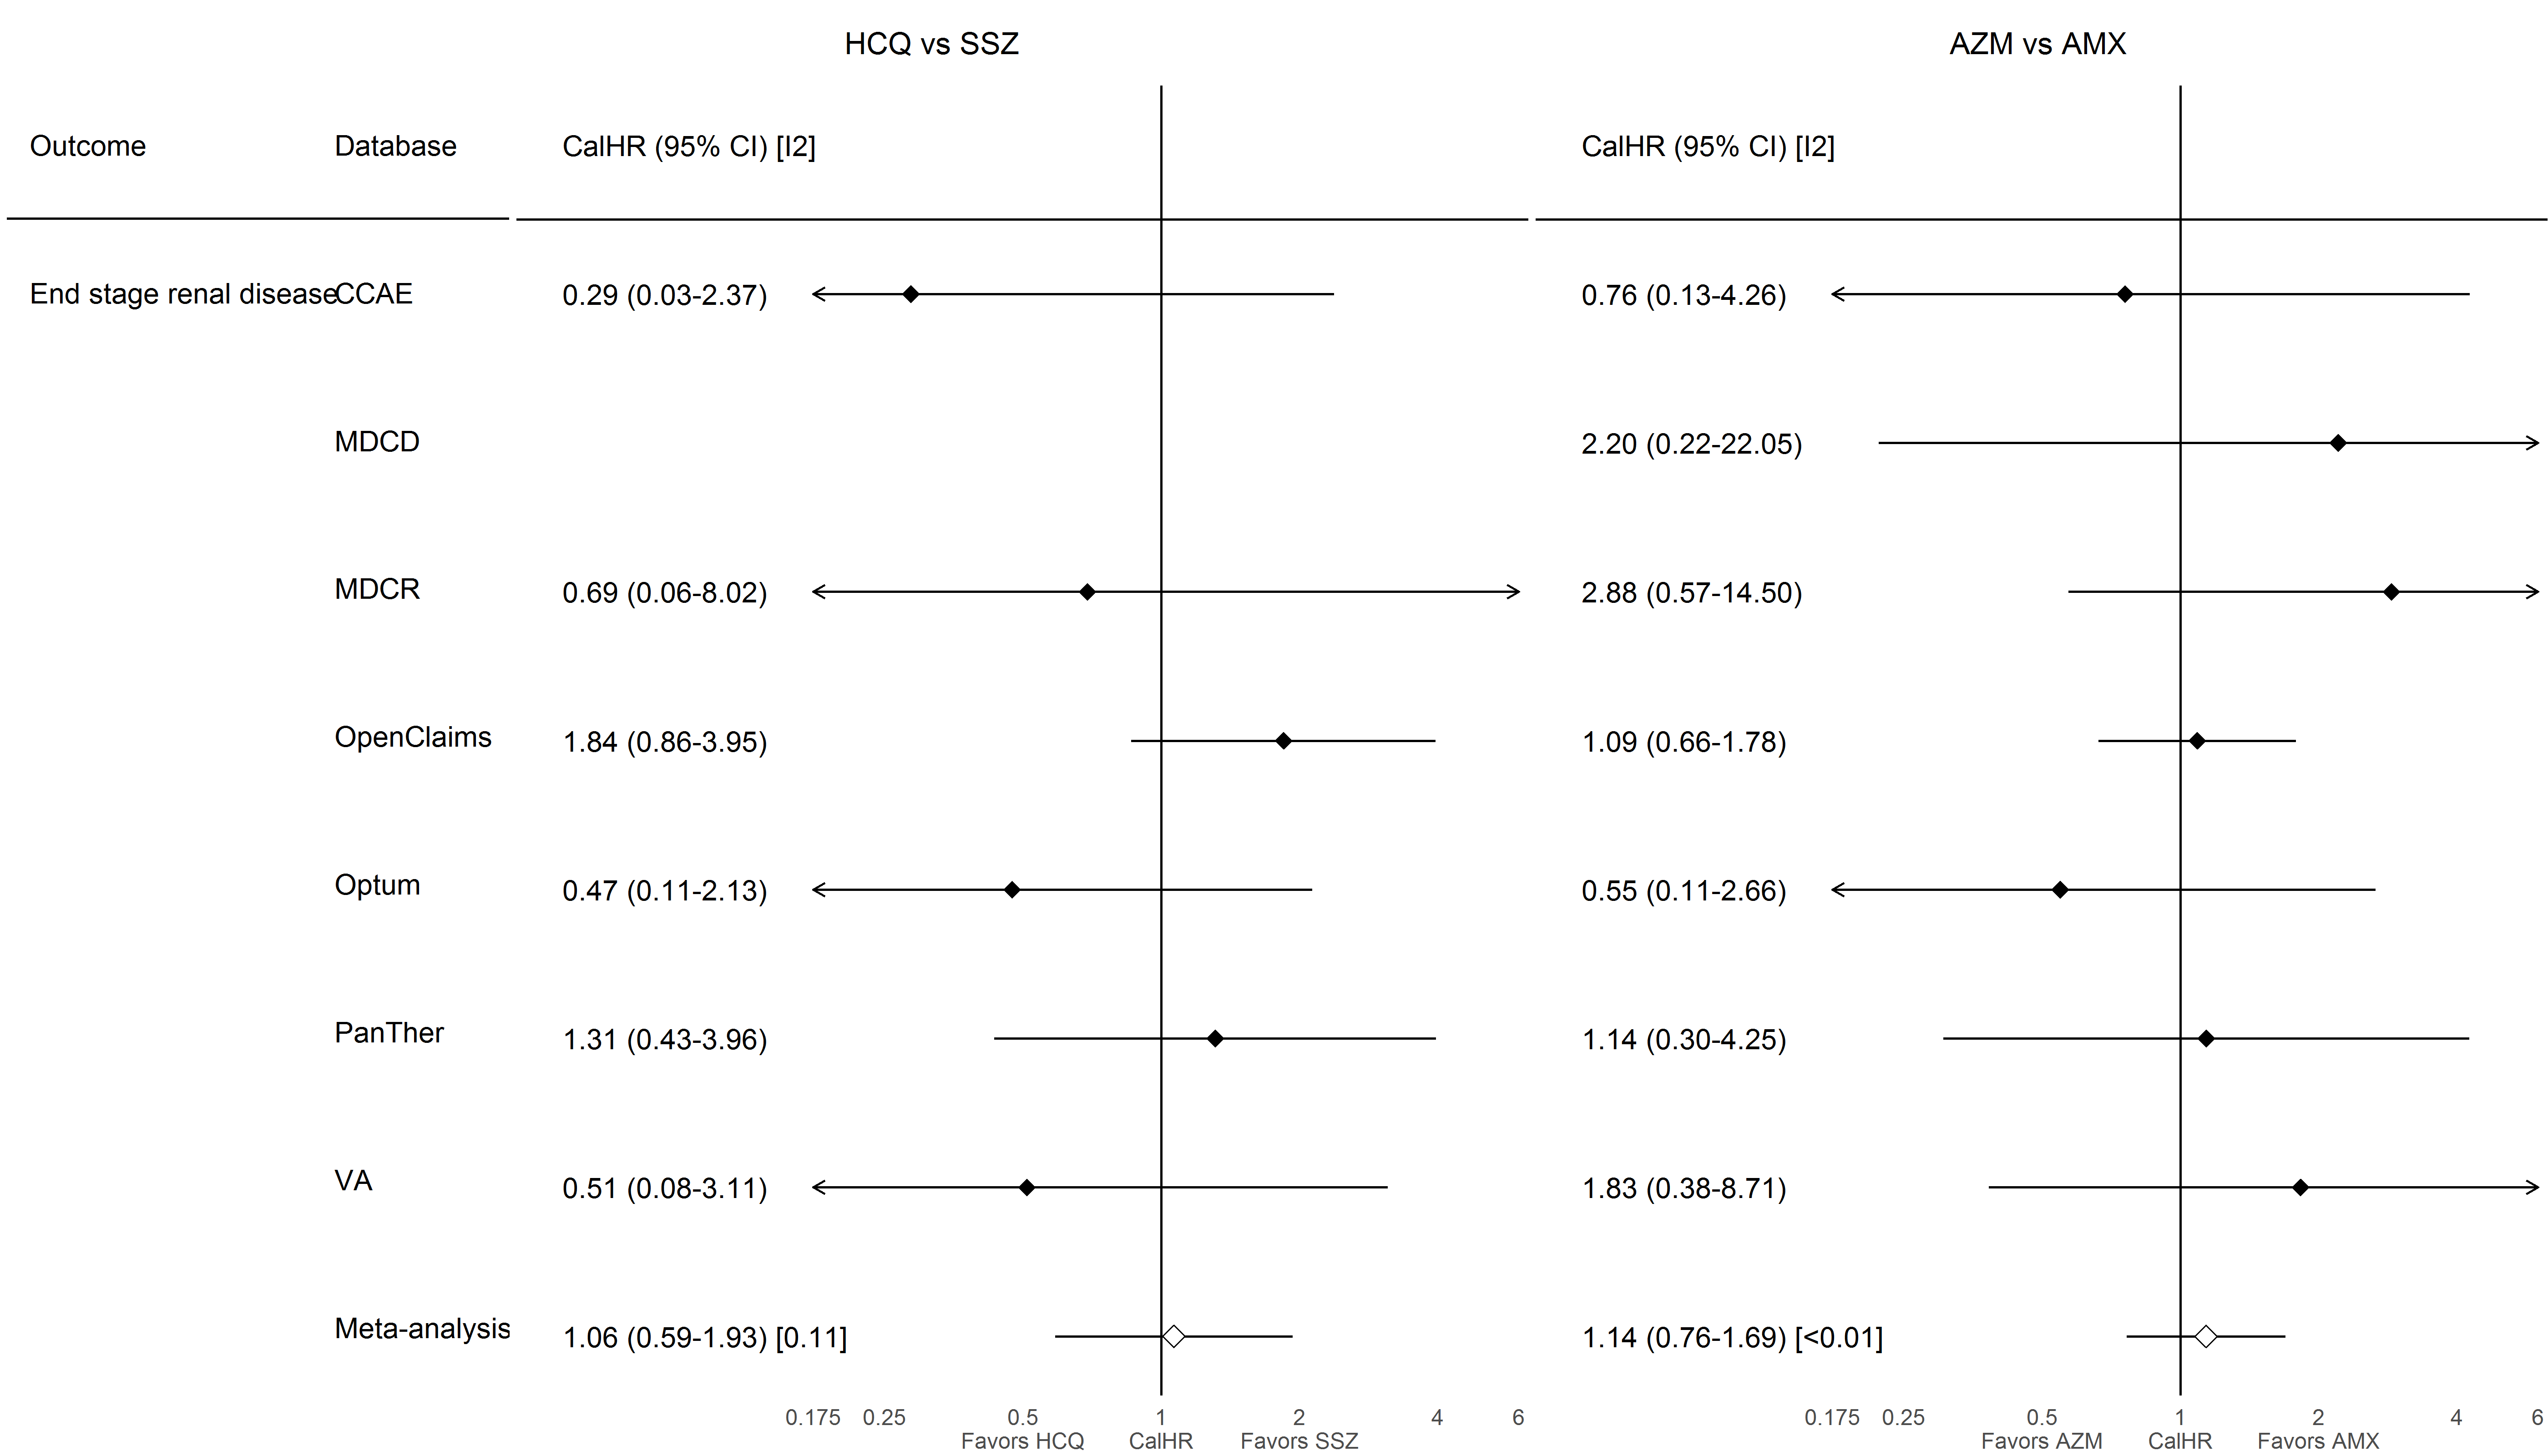 HCQ vs SSZ AZM vs AMX
Outcome Database CalHR (95% CI) [I2] CalHR (95% CI) [I2]
End stage renal disease CCAE 0.29 (0.03-2.37) 0.76 (0.13-4.26)
MDCD 2.20 (0.22-22.05)
MDCR 0.69 (0.06-8.02) 2.88 (0.57-14.50)
OpenClaims 1.84 (0.86-3.95) 1.09 (0.66-1.78)
Optum 0.47 (0.11-2.13) 0.55 (0.11-2.66)
PanTher 1.31 (0.43-3.96) 1.14 (0.30-4.25)
VA 0.51 (0.08-3.11) 1.83 (0.38-8.71)
Meta-analysis 1.06 (0.59-1.93) [0.11] 1.14 (0.76-1.69) [<0.01]
0.175 0.25 0.5 1 2 4 6 0.175 0.25 0.5 1 2 4 6
Favors HCQ CalHR Favors SSZ Favors AZM CalHR Favors AMX